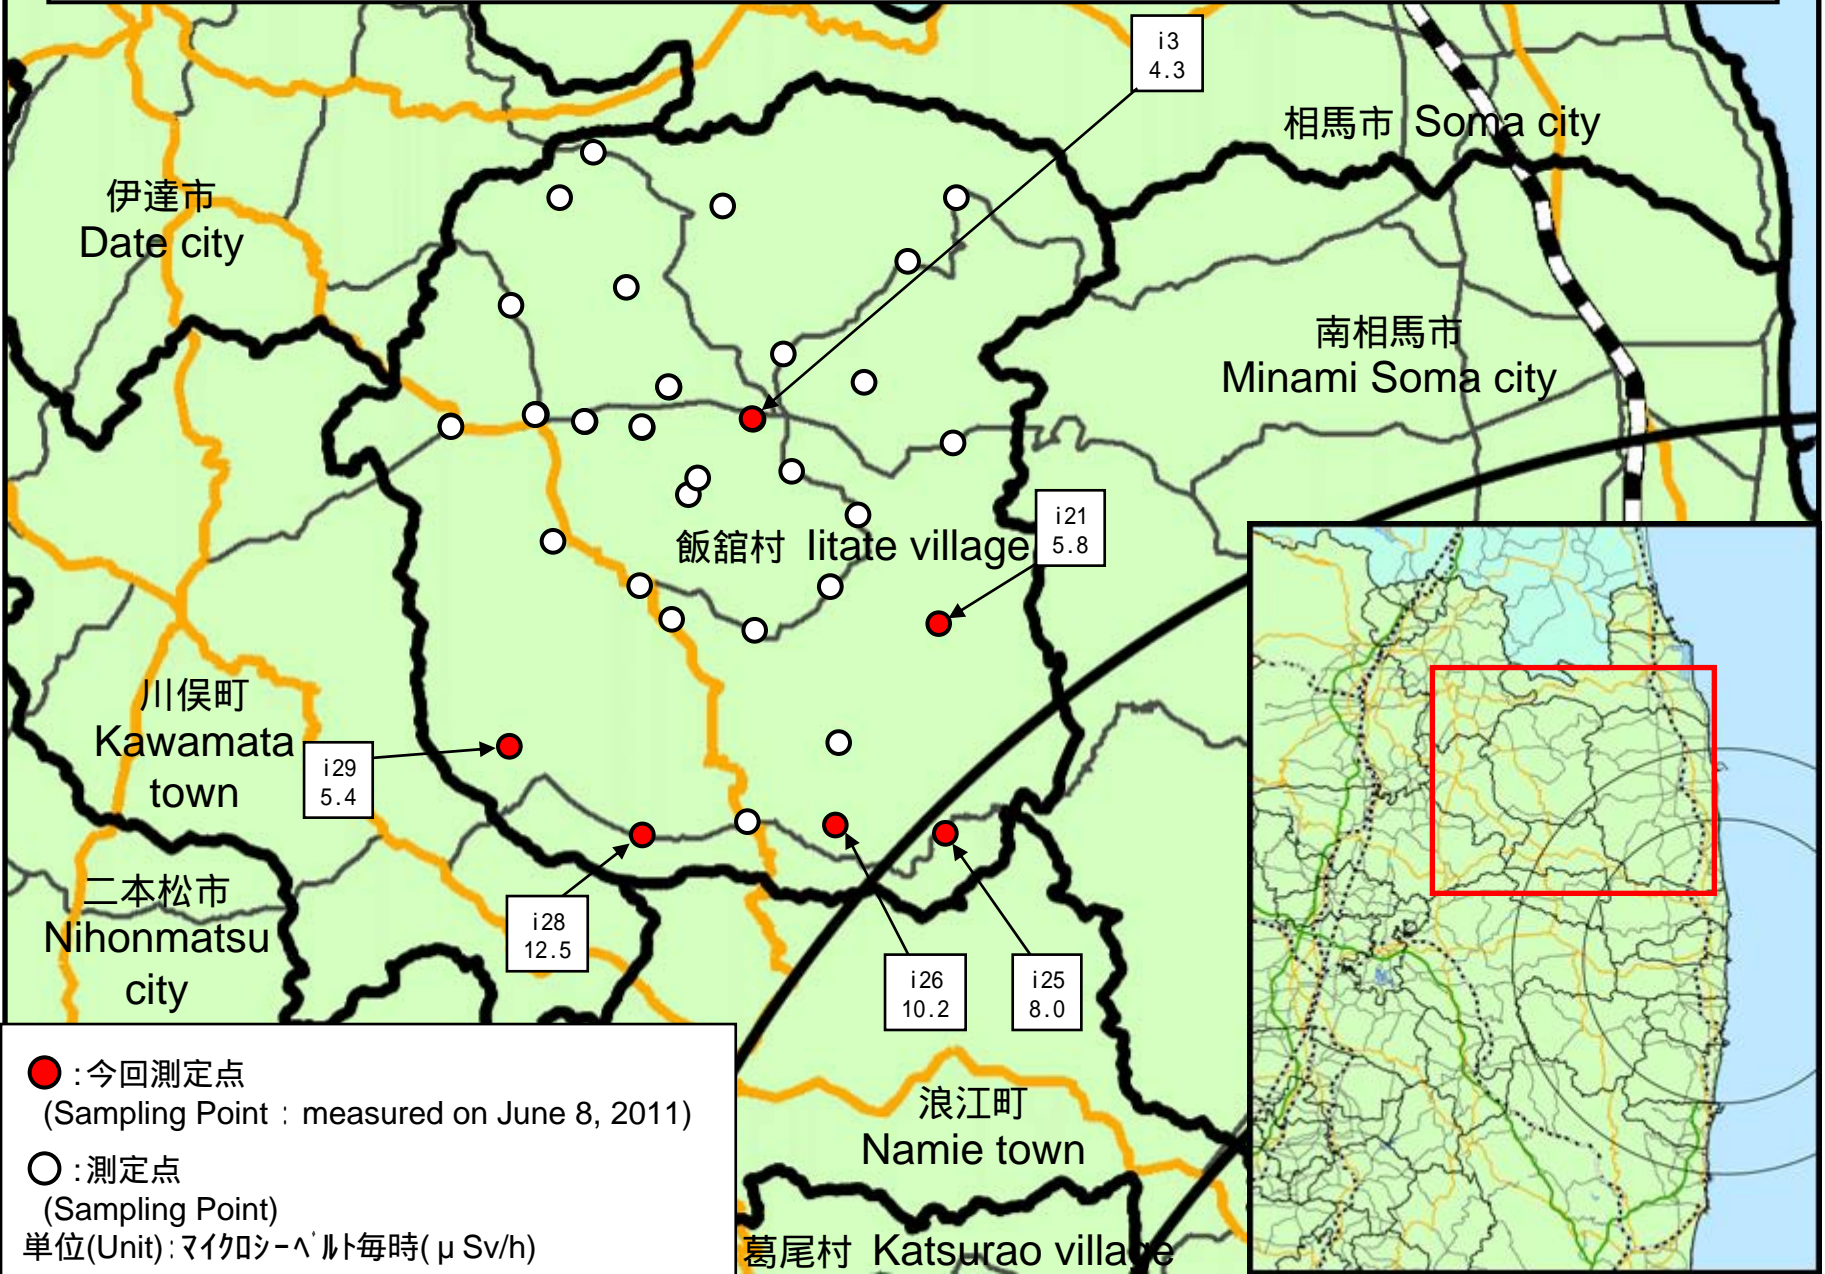 i3
4.3
相馬市 Soma city
伊達市
Date city
南相馬市
Minami Soma city
i21
5.8
飯舘村 Iitate village
川俣町
Kawamata
town
i29
5.4
二本松市
Nihonmatsu
city
i28
12.5
i26
10.2
i25
8.0
:今回測定点
(Sampling Point : measured on June 8, 2011)
:測定点
(Sampling Point)
単位(Unit):マイクロシーベルト毎時(μSv/h)
浪江町
Namie town
葛尾村 Katsurao village